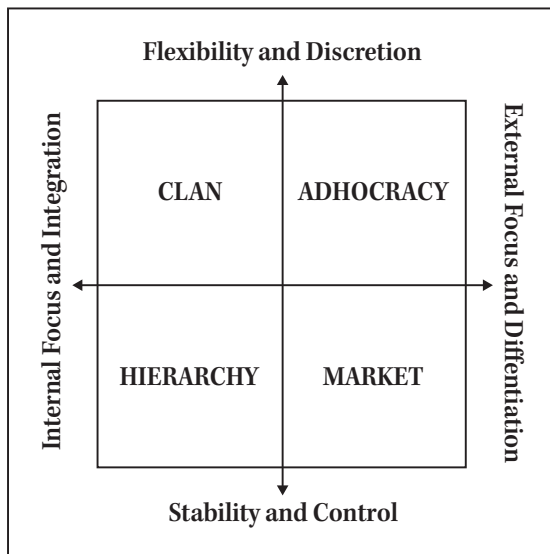 Flexibility and Discretion
Internal Focus and Integration
CLAN
ADHOCRACY
External Focus and Diffentiation
HIERARCHY
MARKET
Stability and Control